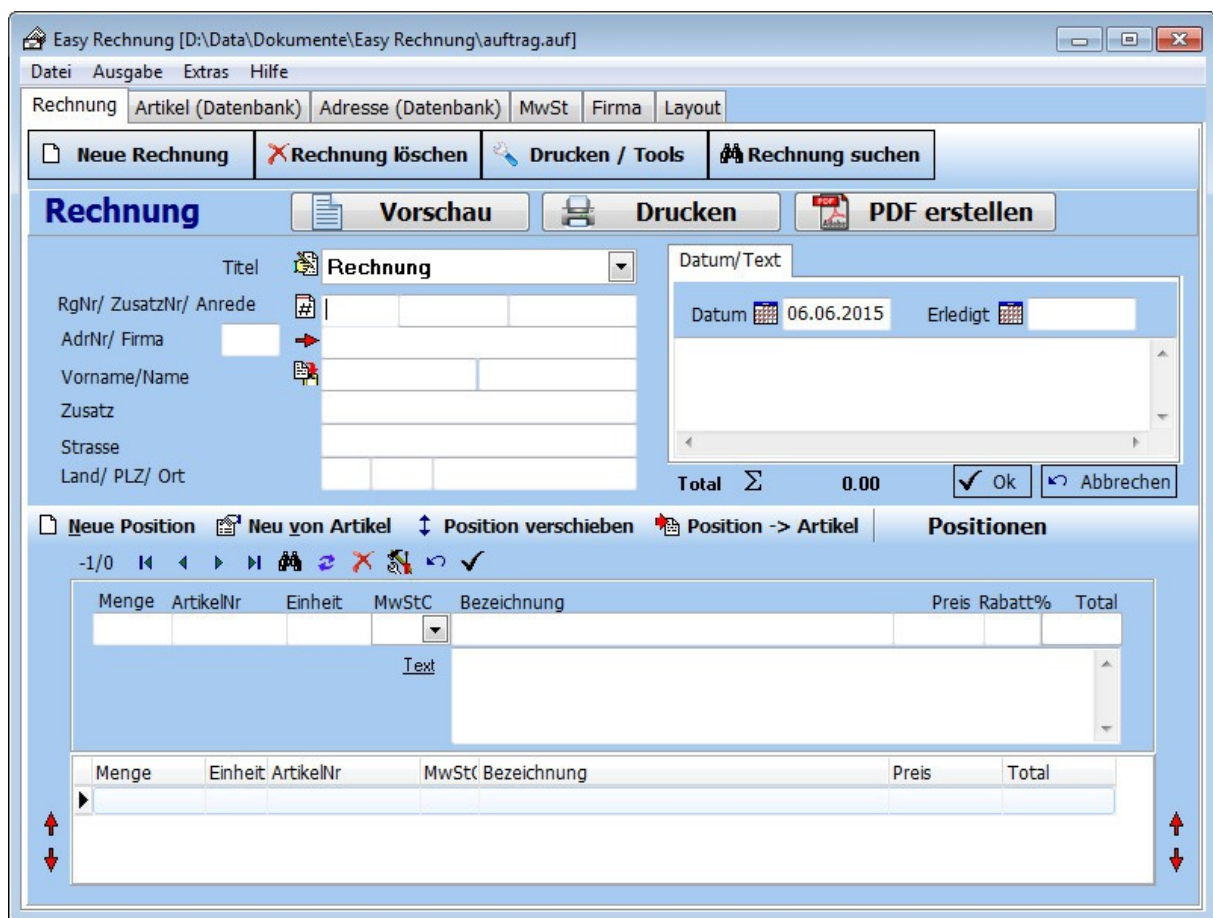 Easy Rechnung [D:\Data\Dokumente\Easy Rechnung\auftrag.auf]
Datei Ausgabe Extras Hilfe
Rechnung Artikel (Datenbank) Adresse (Datenbank) MwSt Firma Layout
Neue Rechnung Rechnung löschen Drucken / Tools Rechnung suchen
Rechnung Vorschau Drucken PDF erstellen
Titel Rechnung Datum/Text
RgNr/ ZusatzNr/ Anrede # Datum 06.06.2015 Erledigt
AdrNr/ Firma
Vorname/Name
Zusatz
Strasse
Land/ PLZ/ Ort Total Σ 0.00 Ok Abbrechen
Neue Position Neu von Artikel Position verschieben Position -> Artikel Positionen
-1/0
Menge ArtikelNr Einheit MwStC Bezeichnung Preis Rabatt% Total
Text
Menge Einheit ArtikelNr MwSt( Bezeichnung Preis Total